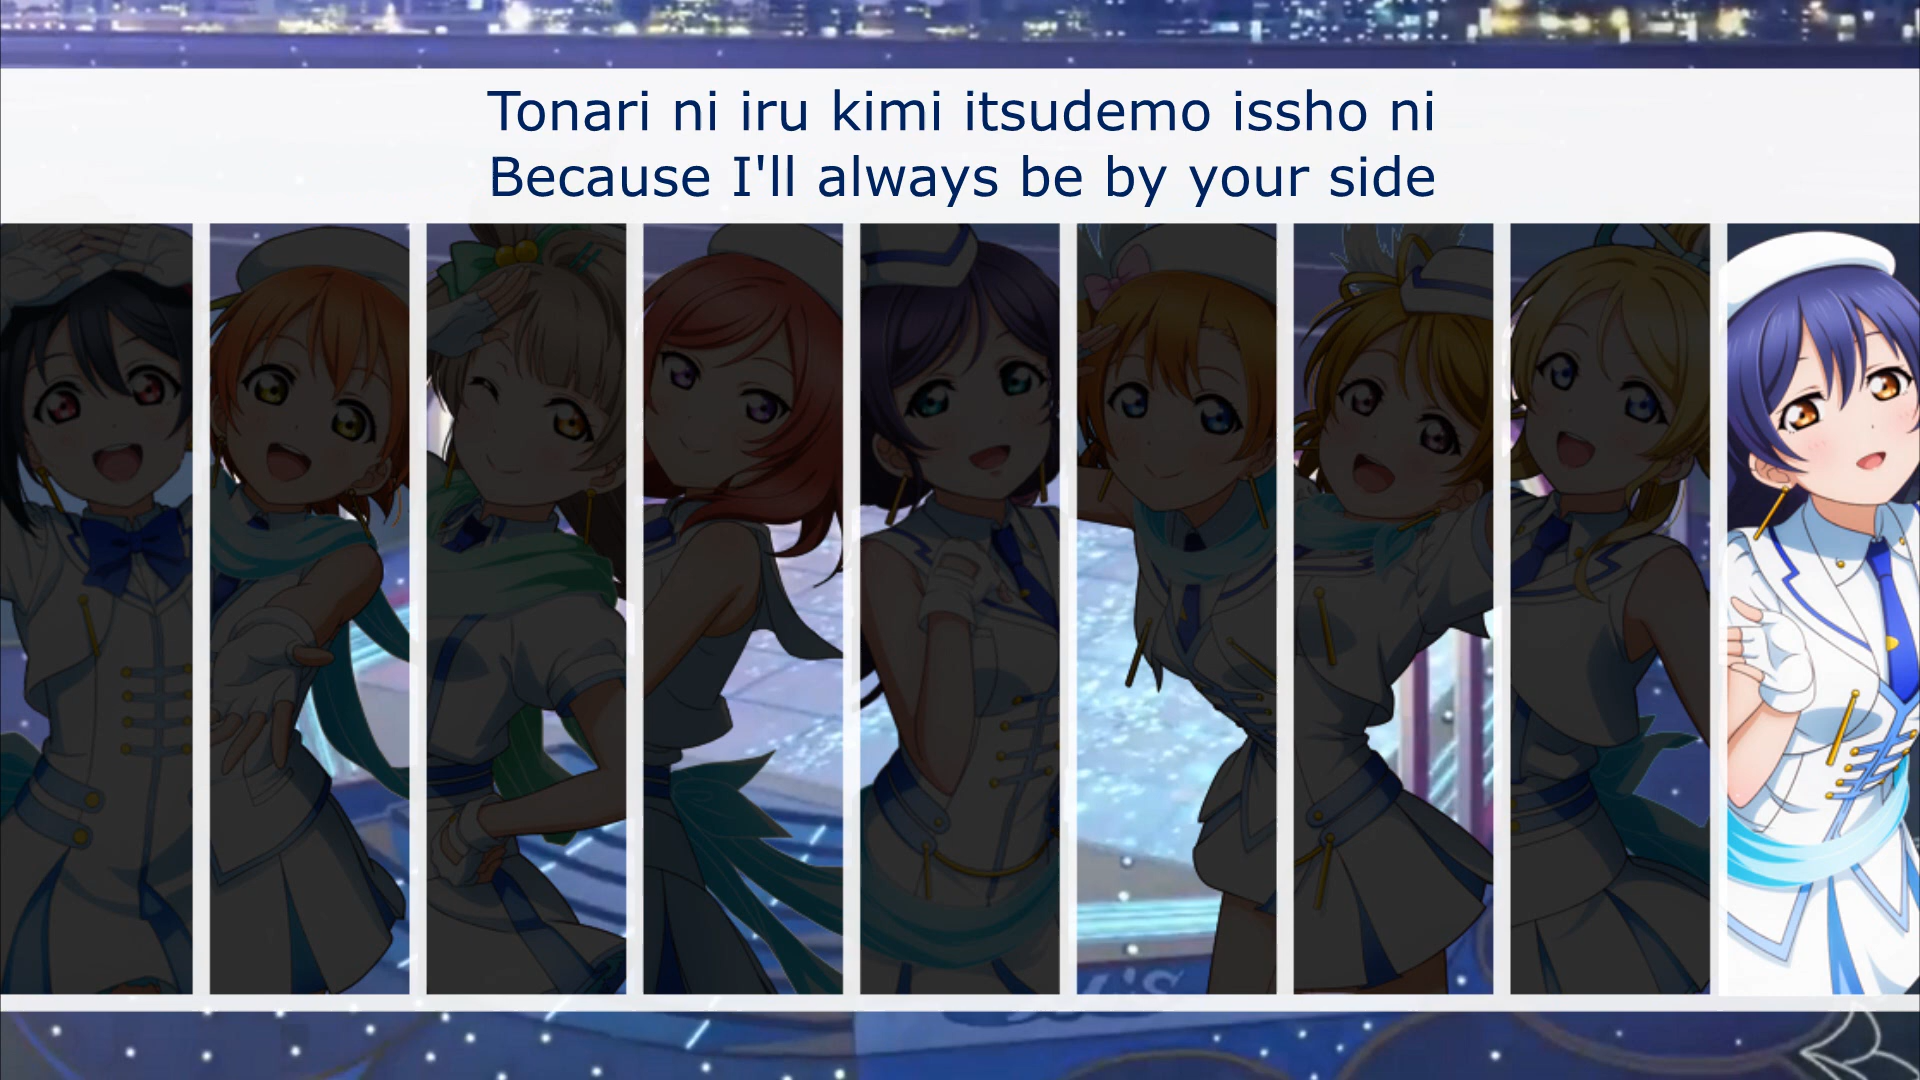 Tonari ni iru kimi itsudemo issho ni
Because I'll always be by your side